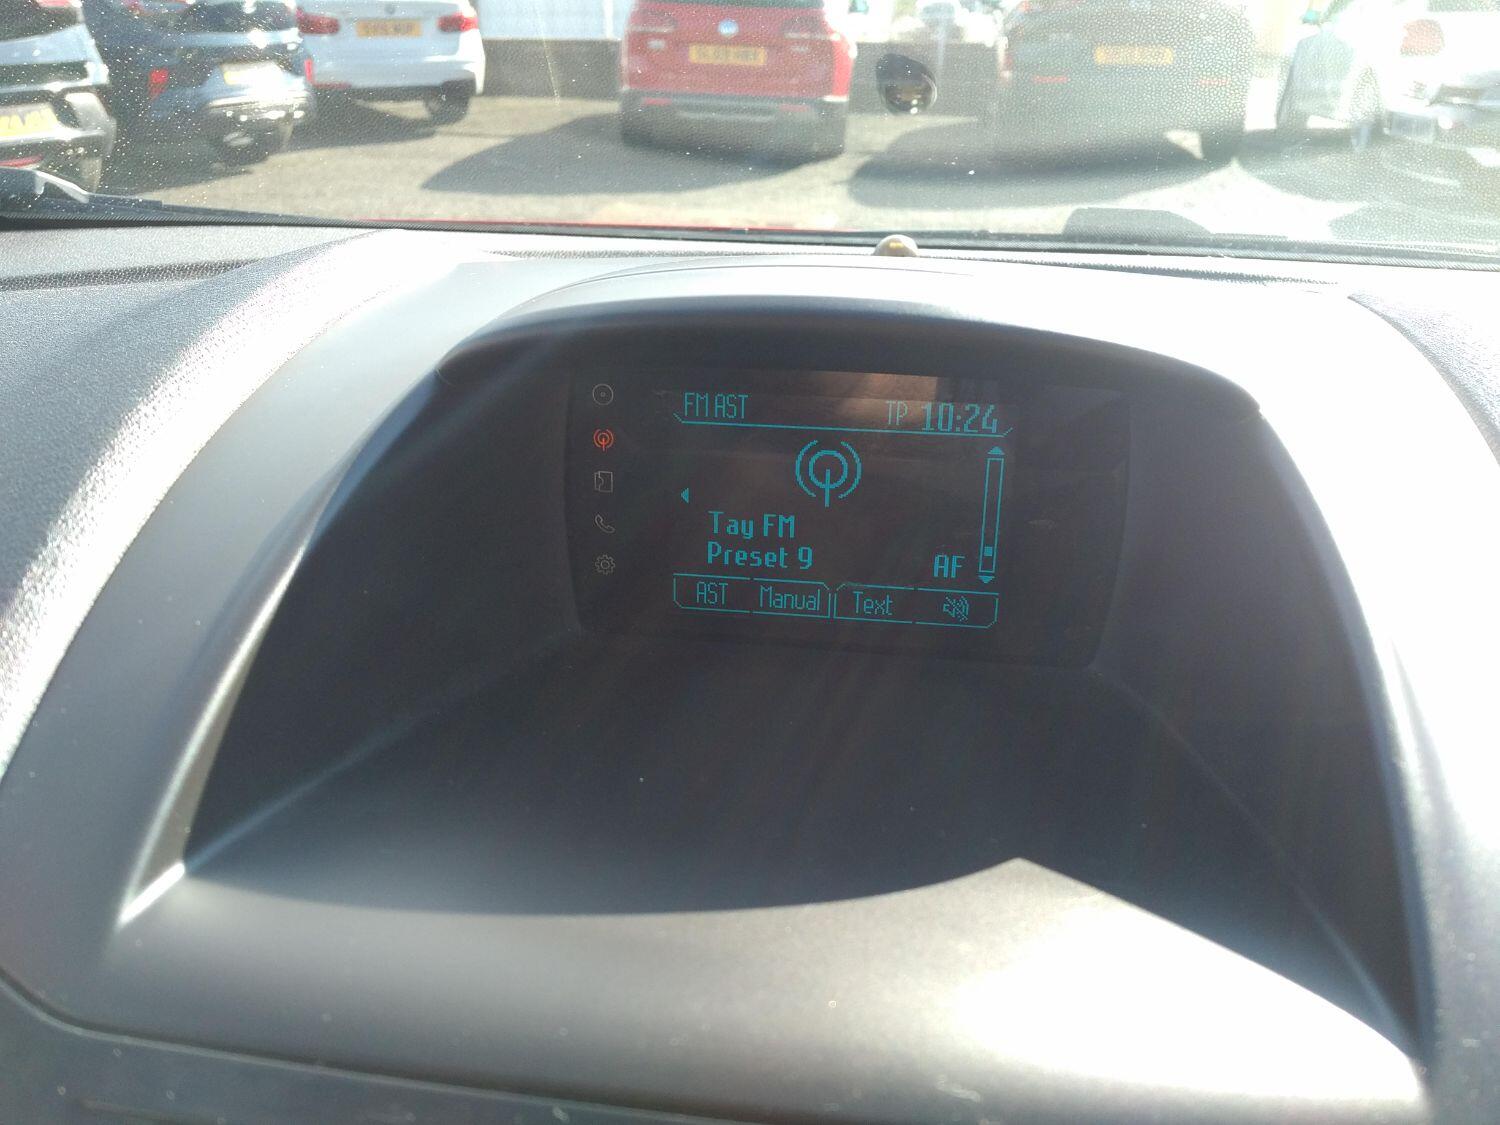 FM AST TP 10:24
Tay FM
Preset 9 AF
AST Manual Text